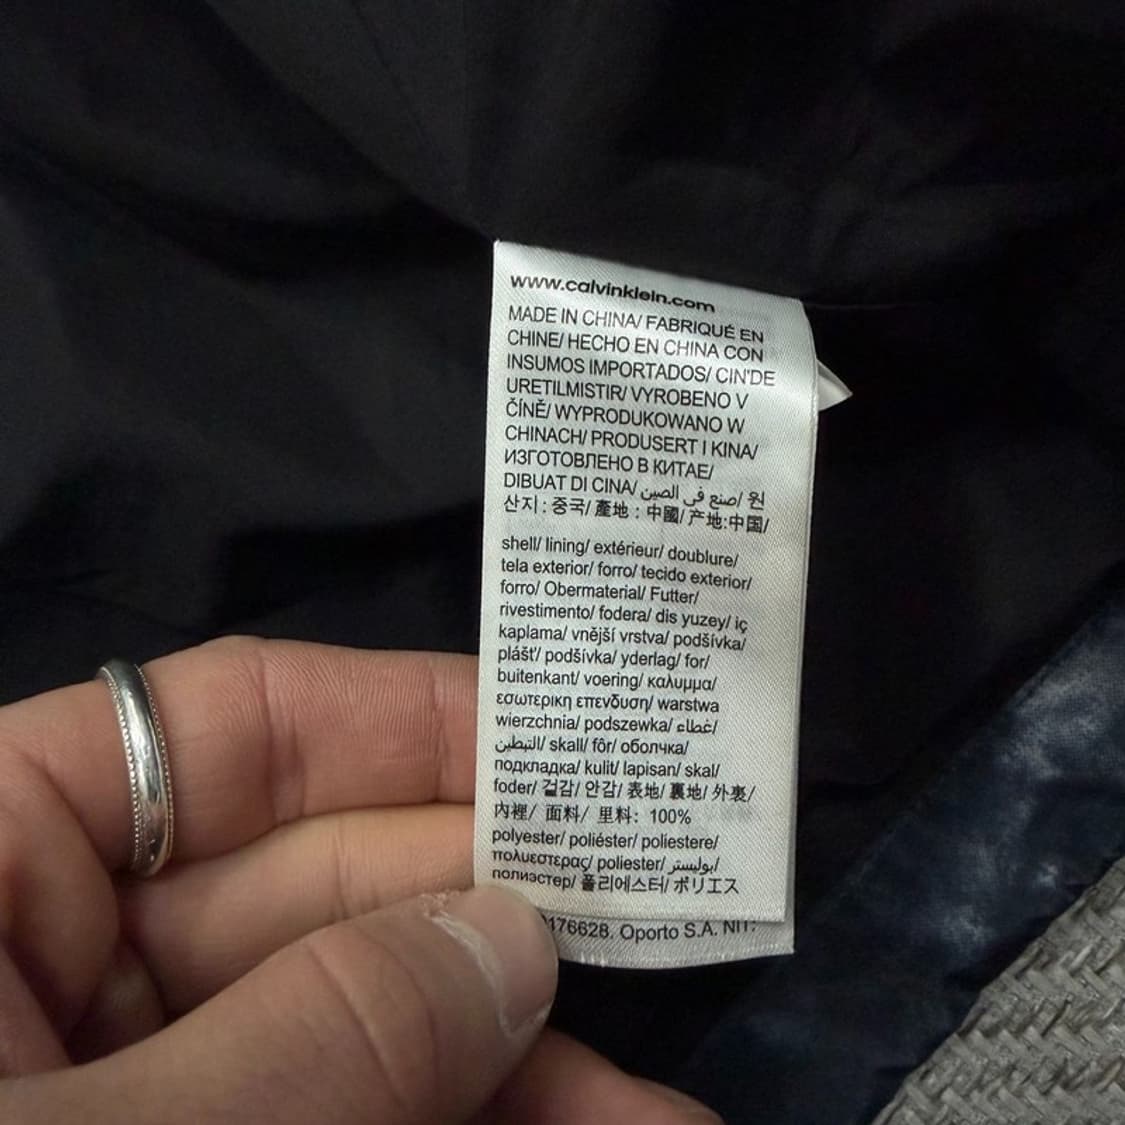 www.calvinklein.com
MADE IN CHINA/ FABRIQUÉ EN
CHINE/ HECHO EN CHINA CON
INSUMOS IMPORTADOS/ CIN'DE
URETILMISTIR/ VYROBENO V
ČÍNĚ/ WYPRODUKOWANO W
CHINACH/ PRODUSERT I KINA/
ИЗГОТОВЛЕНО В КИТАЕ/
DIBUAT DI CINA/ صنع في الصين/ 원
산지 : 중국/ 產地 : 中國/ 产地:中国/
shell/ lining/ extérieur/ doublure/
tela exterior/ forro/ tecido exterior/
forro/ Obermaterial/ Futter/
rivestimento/ fodera/ dis yuzey/ iç
kaplama/ vnější vrstva/ podšívka/
plášť/ podšívka/ yderlag/ for/
buitenkant/ voering/ καλυμμα/
εσωτερικη επενδυση/ warstwa
wierzchnia/ podszewka/ غطاء/
التبطين/ skall/ fôr/ оболчка/
подкладка/ kulit/ lapisan/ skal/
foder/ 겉감/ 안감/ 表地/ 裏地/ 外裏/
內裡/ 面料/ 里料: 100%
polyester/ poliéster/ poliestere/
πολυεστερας/ poliester/ بوليستر/
полиэстер/ 폴리에스터/ ポリエス
176628. Oporto S.A. NIT: